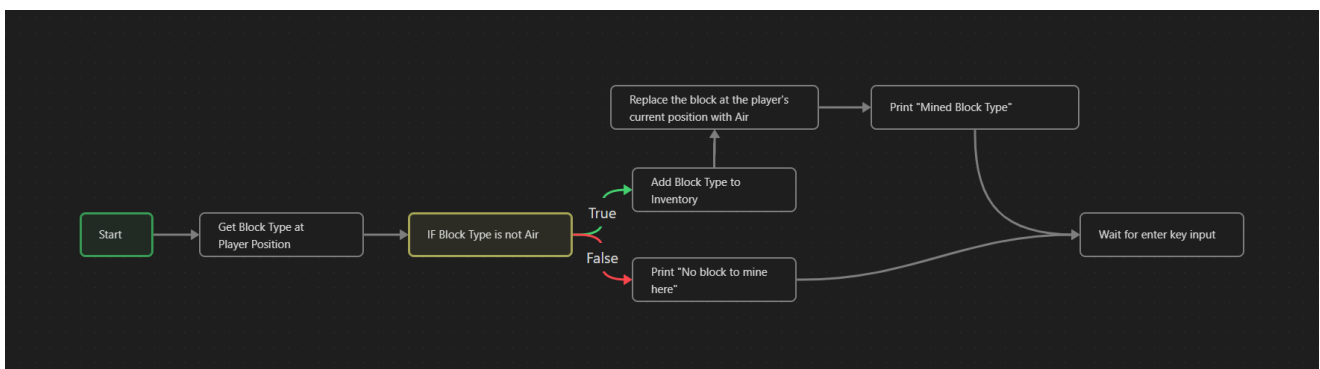 Start
Get Block Type at
Player Position
IF Block Type is not Air
True
False
Add Block Type to
Inventory
Replace the block at the player's
current position with Air
Print "Mined Block Type"
Print "No block to mine
here"
Wait for enter key input